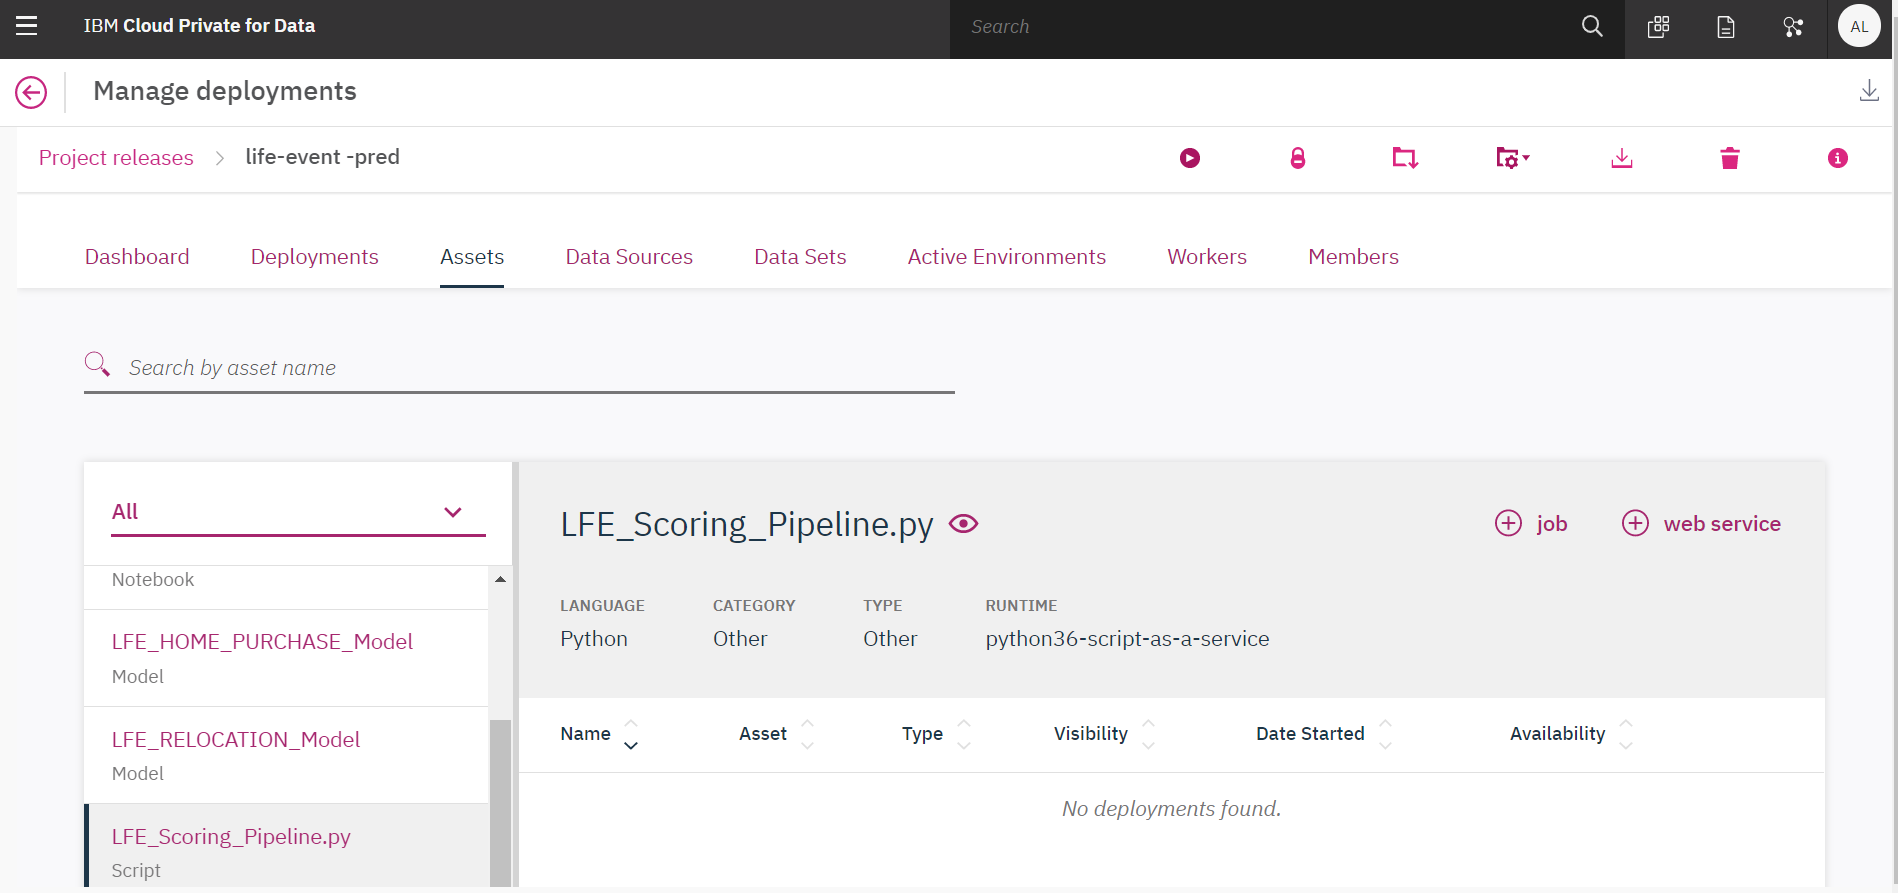 IBM Cloud Private for Data
Search
AL
Manage deployments
Project releases > life-event -pred
Dashboard Deployments Assets Data Sources Data Sets Active Environments Workers Members
Search by asset name
All
Notebook
LFE_HOME_PURCHASE_Model
Model
LFE_RELOCATION_Model
Model
LFE_Scoring_Pipeline.py
Script
LFE_Scoring_Pipeline.py
job web service
LANGUAGE CATEGORY TYPE RUNTIME
Python Other Other python36-script-as-a-service
Name Asset Type Visibility Date Started Availability
No deployments found.